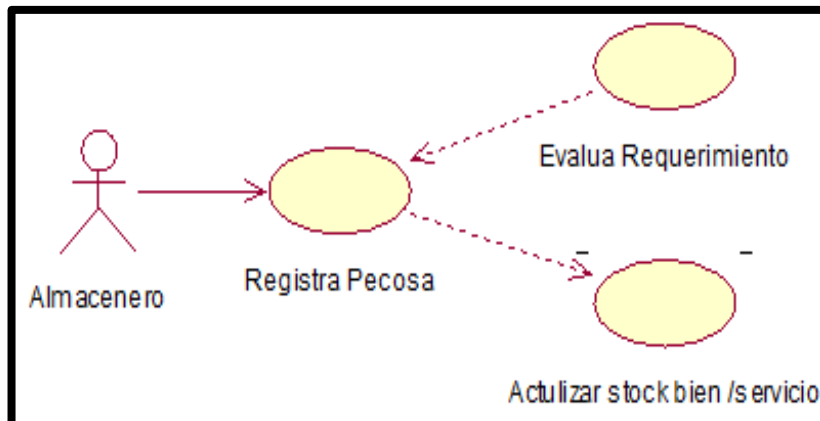 Evalua Requerimiento
Almacenero
Registra Pecosa
Actulizar stock bien /servicio